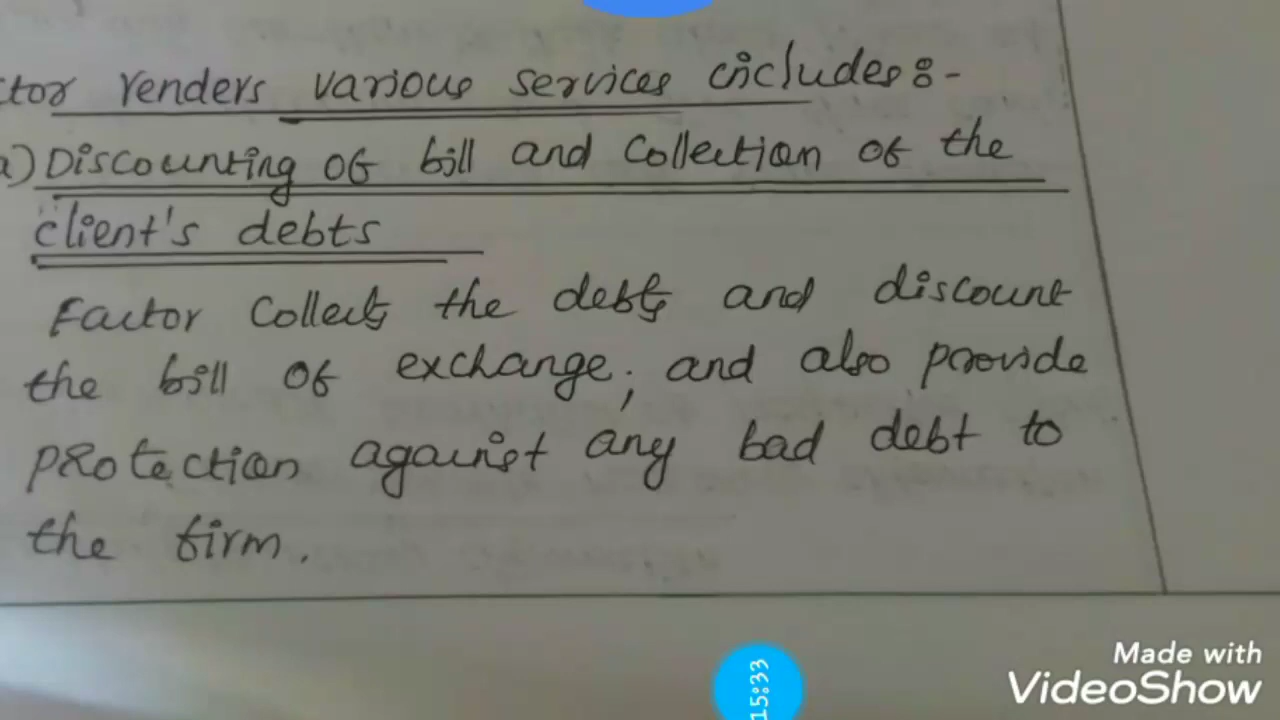 ctor renders various services includes:-
a) Discounting of bill and collection of the
client's debts
Factor collects the debts and discount
the bill of exchange, and also provide
protection against any bad debt to
the firm.
15:33
Made with
VideoShow